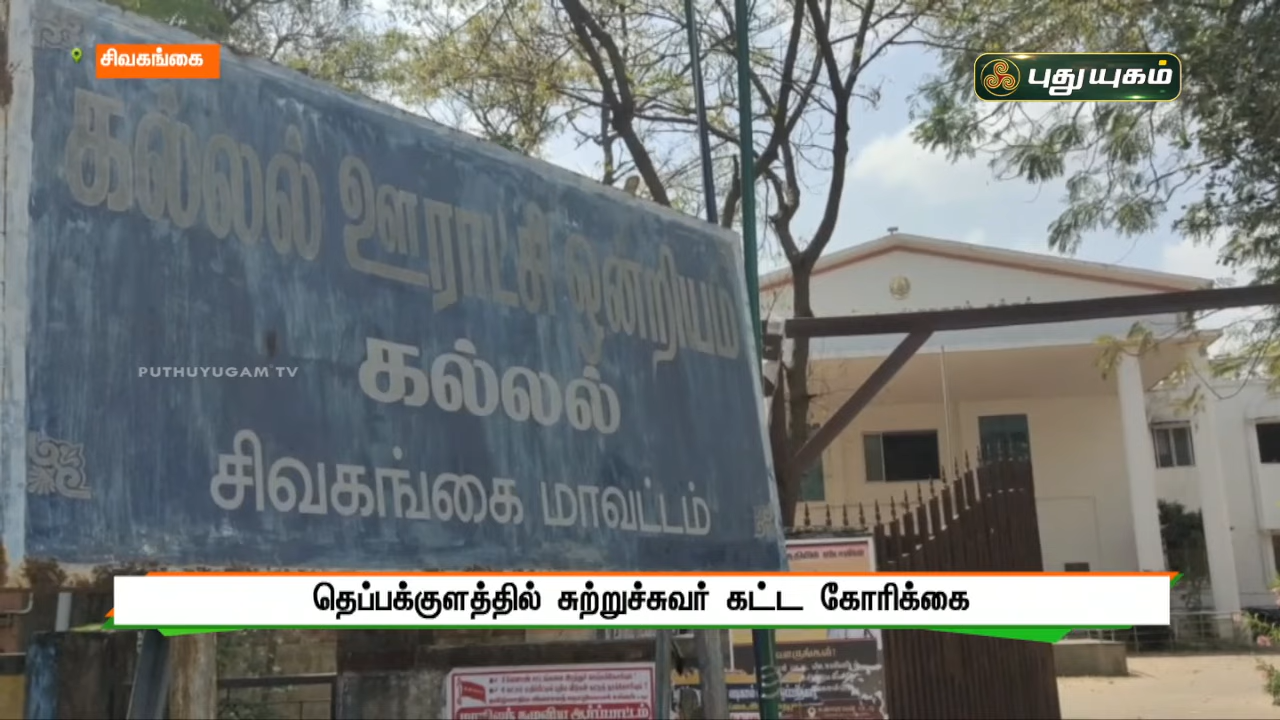 சிவகங்கை
புதுயுகம்
கல்லல் ஊராட்சி ஒன்றியம்
கல்லல்
சிவகங்கை மாவட்டம்
PUTHUYUGAM TV
தெப்பக்குளத்தில் சுற்றுச்சுவர் கட்ட கோரிக்கை